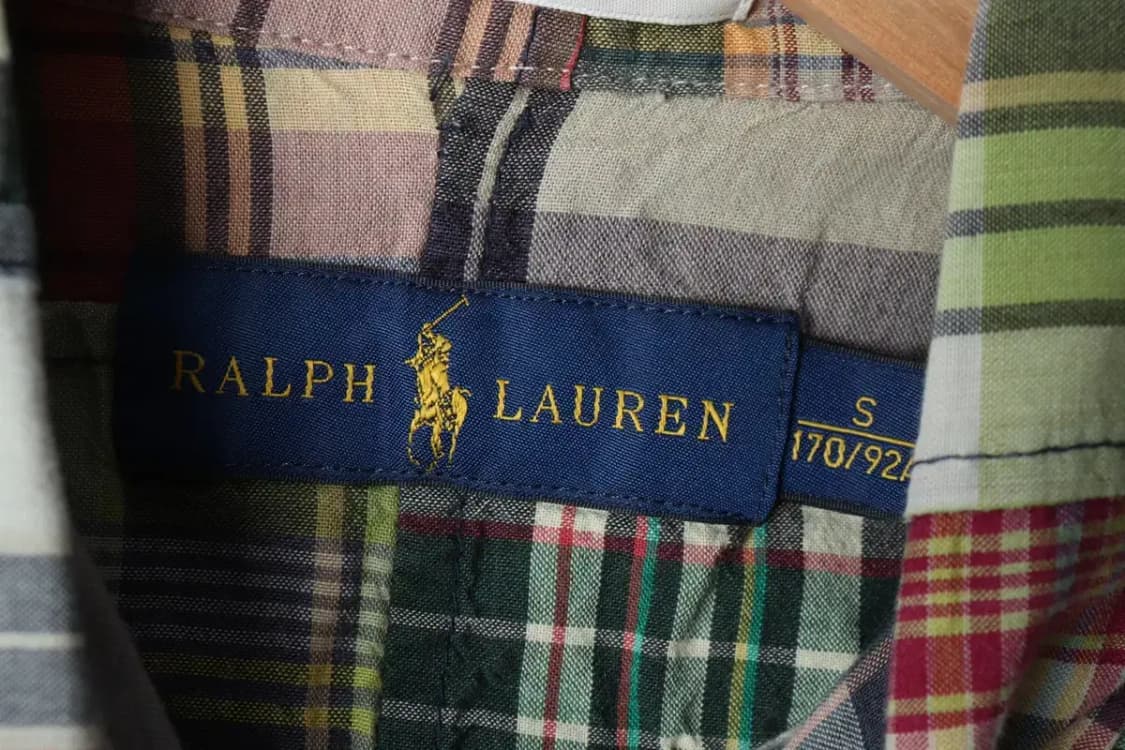 RALPH LAUREN
S
170/92A